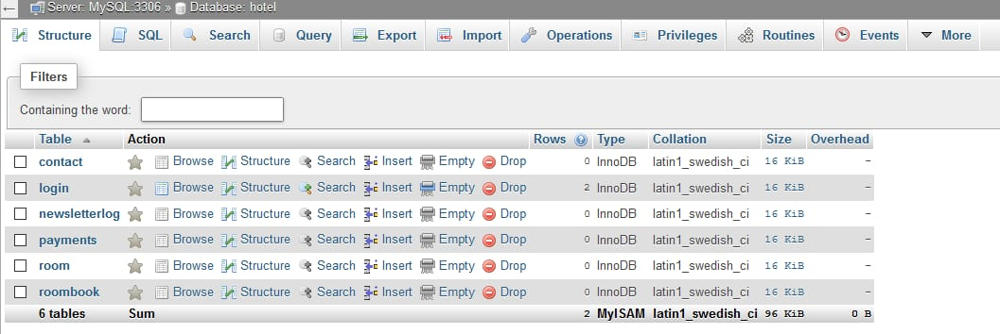 ← Server: MySQL:3306 » Database: hotel
Structure SQL Search Query Export Import Operations Privileges Routines Events More
Filters
Containing the word:
Table Action Rows Type Collation Size Overhead
contact Browse Structure Search Insert Empty Drop 0 InnoDB latin1_swedish_ci 16 KiB -
login Browse Structure Search Insert Empty Drop 2 InnoDB latin1_swedish_ci 16 KiB -
newsletterlog Browse Structure Search Insert Empty Drop 0 InnoDB latin1_swedish_ci 16 KiB -
payments Browse Structure Search Insert Empty Drop 0 InnoDB latin1_swedish_ci 16 KiB -
room Browse Structure Search Insert Empty Drop 0 InnoDB latin1_swedish_ci 16 KiB -
roombook Browse Structure Search Insert Empty Drop 0 InnoDB latin1_swedish_ci 16 KiB -
6 tables Sum 2 MyISAM latin1_swedish_ci 96 KiB 0 B